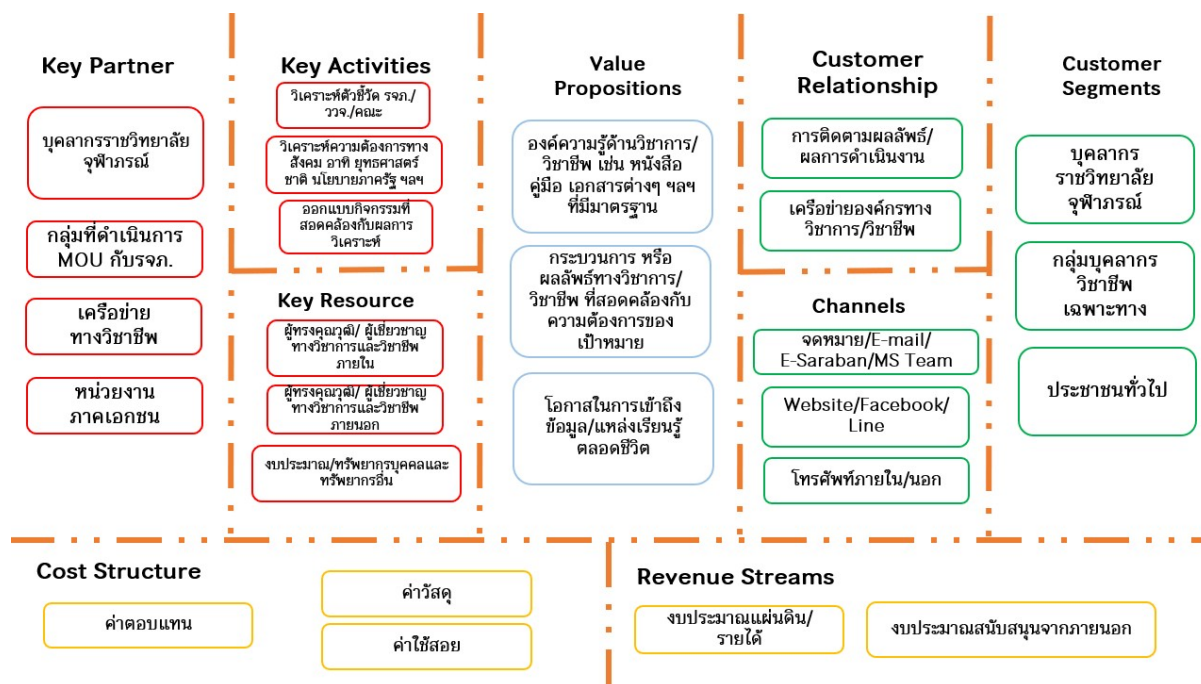 Key Partner
บุคลากรราชวิทยาลัย
จุฬาภรณ์
กลุ่มที่ดำเนินการ
MOU กับรจภ.
เครือข่าย
ทางวิชาชีพ
หน่วยงาน
ภาคเอกชน
Key Activities
วิเคราะห์ตัวชี้วัด รจภ./
ววจ./คณะ
วิเคราะห์ความต้องการทาง
สังคม อาทิ ยุทธศาสตร์
ชาติ นโยบายภาครัฐ ฯลฯ
ออกแบบกิจกรรมที่
สอดคล้องกับผลการ
วิเคราะห์
Key Resource
ผู้ทรงคุณวุฒิ/ ผู้เชี่ยวชาญ
ทางวิชาการและวิชาชีพ
ภายใน
ผู้ทรงคุณวุฒิ/ ผู้เชี่ยวชาญ
ทางวิชาการและวิชาชีพ
ภายนอก
งบประมาณ/ทรัพยากรบุคคลและ
ทรัพยากรอื่น
Value
Propositions
องค์ความรู้ด้านวิชาการ/
วิชาชีพ เช่น หนังสือ
คู่มือ เอกสารต่างๆ ฯลฯ
ที่มีมาตรฐาน
กระบวนการ หรือ
ผลลัพธ์ทางวิชาการ/
วิชาชีพ ที่สอดคล้องกับ
ความต้องการของ
เป้าหมาย
โอกาสในการเข้าถึง
ข้อมูล/แหล่งเรียนรู้
ตลอดชีวิต
Customer
Relationship
การติดตามผลลัพธ์/
ผลการดำเนินงาน
เครือข่ายองค์กรทาง
วิชาการ/วิชาชีพ
Channels
จดหมาย/E-mail/
E-Saraban/MS Team
Website/Facebook/
Line
โทรศัพท์ภายใน/นอก
Customer
Segments
บุคลากร
ราชวิทยาลัย
จุฬาภรณ์
กลุ่มบุคลากร
วิชาชีพ
เฉพาะทาง
ประชาชนทั่วไป
Cost Structure
ค่าตอบแทน
ค่าวัสดุ
ค่าใช้สอย
Revenue Streams
งบประมาณแผ่นดิน/
รายได้
งบประมาณสนับสนุนจากภายนอก